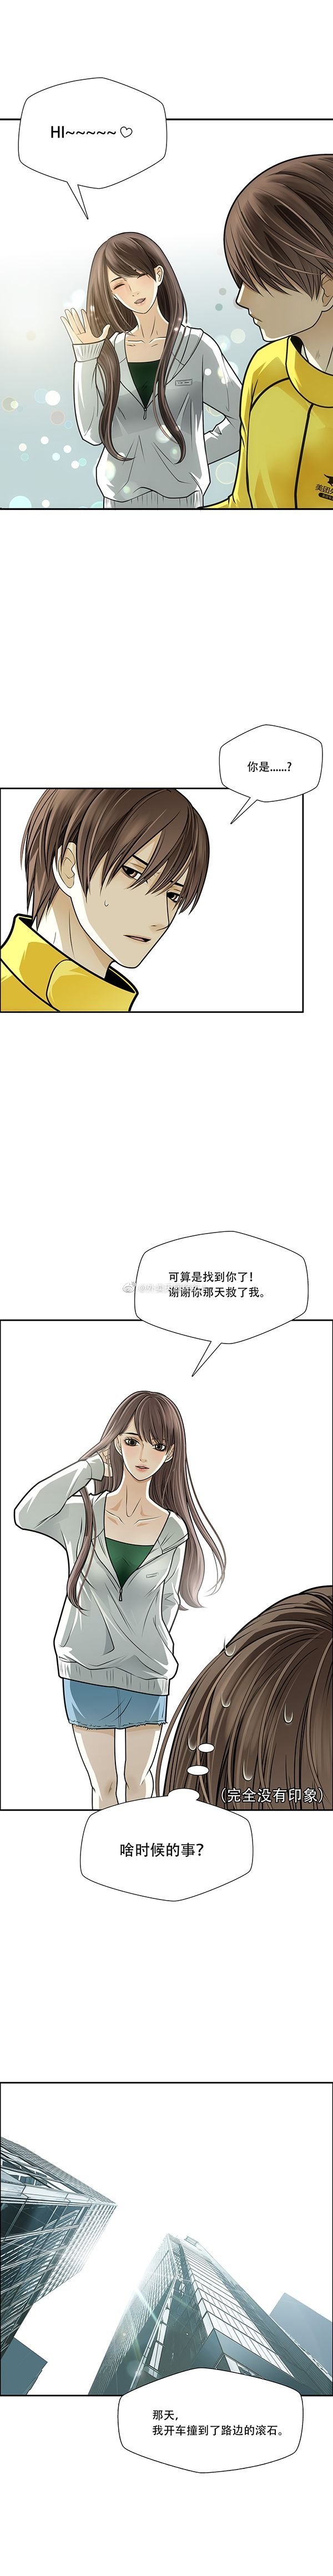 HI~~~~~♡
美团
你是......?
可算是找到你了！
谢谢你那天救了我。
(完全没有印象)
啥时候的事？
那天，
我开车撞到了路边的滚石。